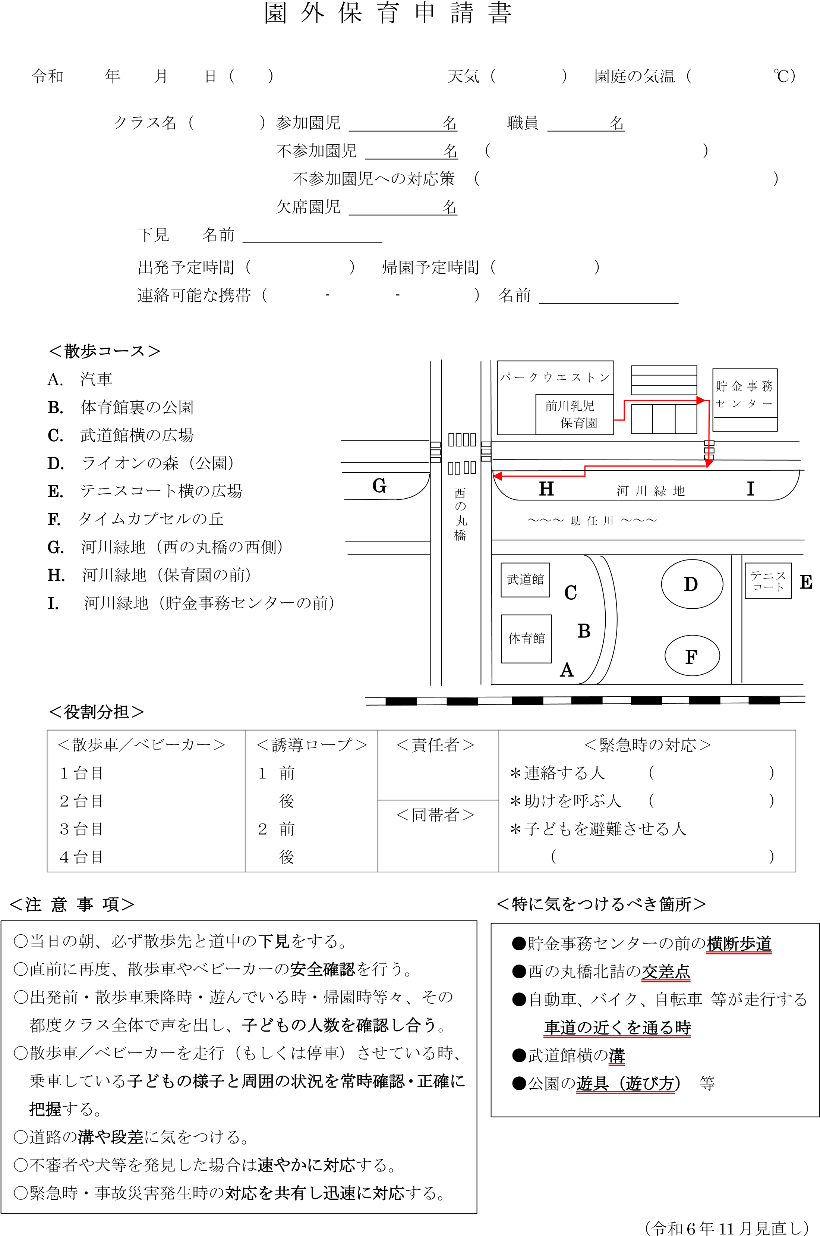 園 外 保 育 申 請 書
令和　　年　　月　　日（　　）　　天気（　　　　）　園庭の気温（　　　　　℃）
クラス名（　　　　）参加園児　　　　　　名　　　職員　　　　名
不参加園児　　　　　　名　（　　　　　　　　　　　　　）
不参加園児への対応策　（　　　　　　　　　　　　　　　　　　）
欠席園児　　　　　　名
下見　　名前
出発予定時間（　　　　　　）　帰園予定時間（　　　　　　）
連絡可能な携帯（　　　-　　　　-　　　　）　名前
＜散歩コース＞
A.　汽車
B.　体育館裏の公園
C.　武道館横の広場
D.　ライオンの森（公園）
E.　テニスコート横の広場
F.　タイムカプセルの丘
G.　河川緑地（西の丸橋の西側）
H.　河川緑地（保育園の前）
I.　河川緑地（貯金事務センターの前）
パークウエストン
前川乳児
保育園
貯金事務
センター
西の丸橋
G
H
河川緑地
I
～～～ 助任川 ～～～
武道館
体育館
C
B
A
D
F
テニス
コート
E
＜役割分担＞
＜散歩車／ベビーカー＞
１台目
２台目
３台目
４台目
＜誘導ロープ＞
１　前
後
２　前
後
＜責任者＞
＜同帯者＞
＜緊急時の対応＞
＊連絡する人　　（　　　　　　　）
＊助けを呼ぶ人　（　　　　　　　）
＊子どもを避難させる人
（　　　　　　　　　　　　　）
＜注 意 事 項＞
○当日の朝、必ず散歩先と道中の下見をする。
○直前に再度、散歩車やベビーカーの安全確認を行う。
○出発前・散歩車乗降時・遊んでいる時・帰園時等々、その
都度クラス全体で声を出し、子どもの人数を確認し合う。
○散歩車／ベビーカーを走行（もしくは停車）させている時、
乗車している子どもの様子と周囲の状況を常時確認・正確に
把握する。
○道路の溝や段差に気をつける。
○不審者や犬等を発見した場合は速やかに対応する。
○緊急時・事故災害発生時の対応を共有し迅速に対応する。
＜特に気をつけるべき箇所＞
●貯金事務センターの前の横断歩道
●西の丸橋北詰の交差点
●自動車、バイク、自転車 等が走行する
車道の近くを通る時
●武道館横の溝
●公園の遊具（遊び方）　等
（令和６年 11 月見直し）